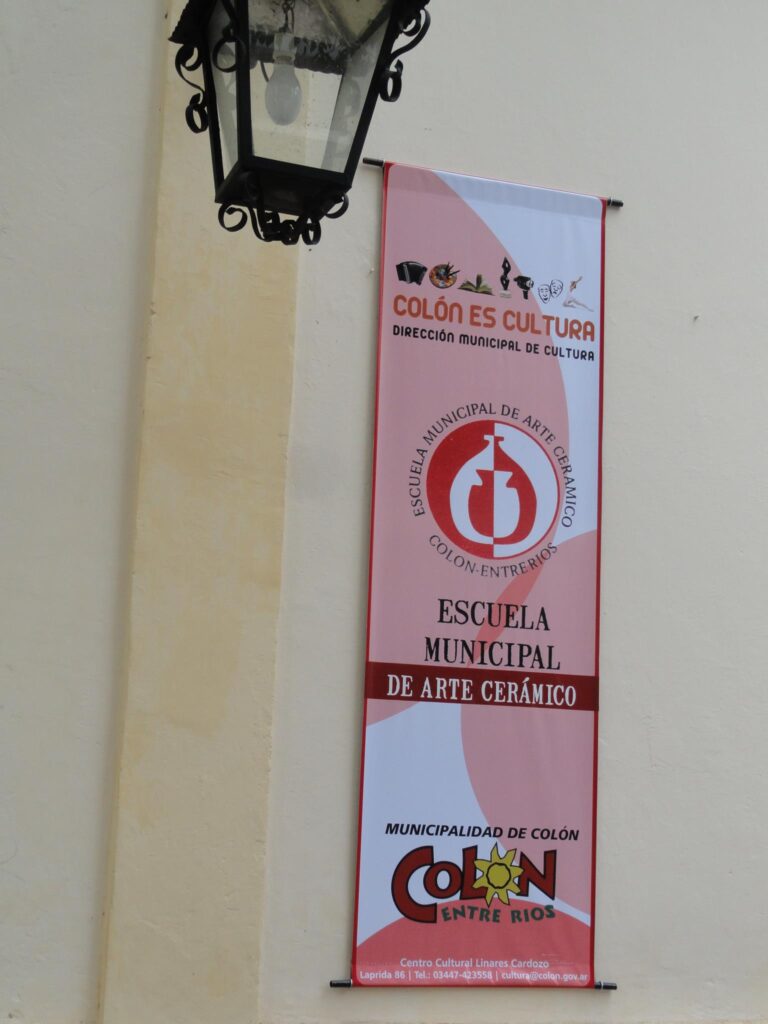 COLÓN ES CULTURA
DIRECCIÓN MUNICIPAL DE CULTURA
ESCUELA MUNICIPAL DE ARTE CERAMICO
COLON-ENTRERIOS
ESCUELA
MUNICIPAL
DE ARTE CERÁMICO
MUNICIPALIDAD DE COLÓN
COLON
ENTRE RIOS
Centro Cultural Linares Cardozo
Laprida 86 | Tel.: 03447-423558 | cultura@colon.gov.ar